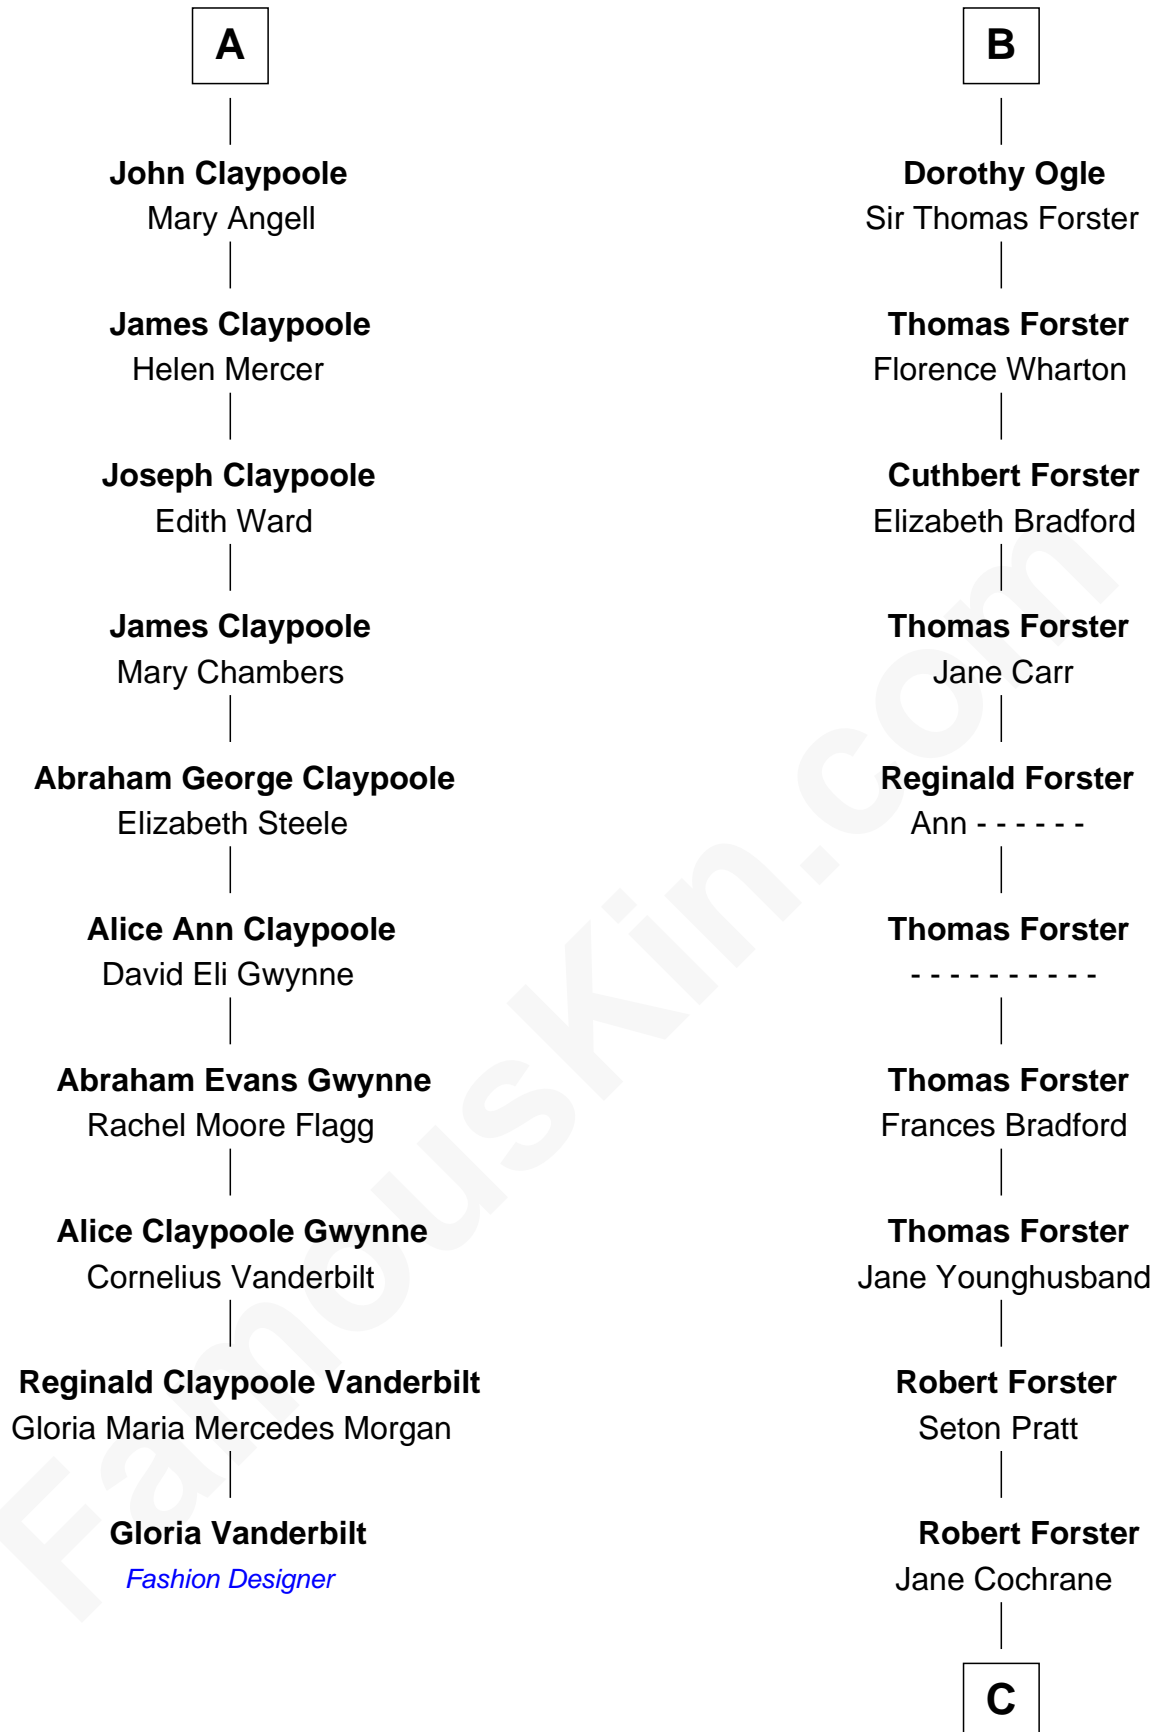 A
John Claypoole
Mary Angell
James Claypoole
Helen Mercer
Joseph Claypoole
Edith Ward
James Claypoole
Mary Chambers
Abraham George Claypoole
Elizabeth Steele
Alice Ann Claypoole
David Eli Gwynne
Abraham Evans Gwynne
Rachel Moore Flagg
Alice Claypoole Gwynne
Cornelius Vanderbilt
Reginald Claypoole Vanderbilt
Gloria Maria Mercedes Morgan
Gloria Vanderbilt
Fashion Designer
B
Dorothy Ogle
Sir Thomas Forster
Thomas Forster
Florence Wharton
Cuthbert Forster
Elizabeth Bradford
Thomas Forster
Jane Carr
Reginald Forster
Ann - - - - - -
Thomas Forster
- - - - - - - - - -
Thomas Forster
Frances Bradford
Thomas Forster
Jane Younghusband
Robert Forster
Seton Pratt
Robert Forster
Jane Cochrane
C
FamousKin.com